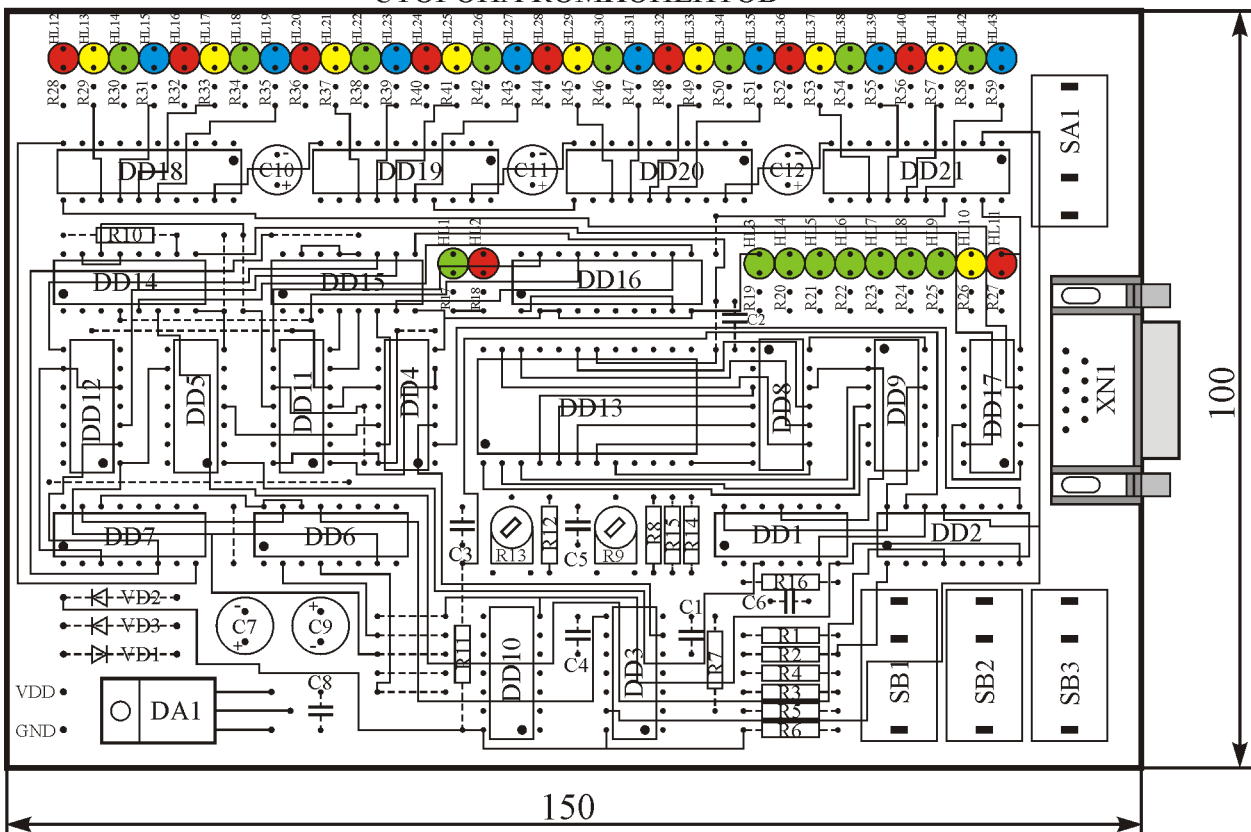 СТОРОНА КОМПОНЕНТОВ
HL12 HL13 HL14 HL15 HL16 HL17 HL18 HL19 HL20 HL21 HL22 HL23 HL24 HL25 HL26 HL27 HL28 HL29 HL30 HL31 HL32 HL33 HL34 HL35 HL36 HL37 HL38 HL39 HL40 HL41 HL42 HL43
R28 R29 R30 R31 R32 R33 R34 R35 R36 R37 R38 R39 R40 R41 R42 R43 R44 R45 R46 R47 R48 R49 R50 R51 R52 R53 R54 R55 R56 R57 R58 R59
SA1
DD18 C10 DD19 C11 DD20 C12 DD21
R10 HL1 HL2 HL3 HL4 HL5 HL6 HL7 HL8 HL9 HL10 HL11
DD14 DD15 DD16
R17 R18 R19 R20 R21 R22 R23 R24 R25 R26 R27
C2
DD12 DD5 DD11 DD4 DD13 DD8 DD9 DD17 XN1
100
DD7 DD6 C3 R13 R12 C5 R9 R8 R15 R14 DD1 DD2
VD2 R16
VD3 C7 C9 C6
VD1 R11 DD10 C4 DD3 C1 R7 R1
R2
R4
R3
R5
R6
SB1 SB2 SB3
VDD C8
DA1
GND
150